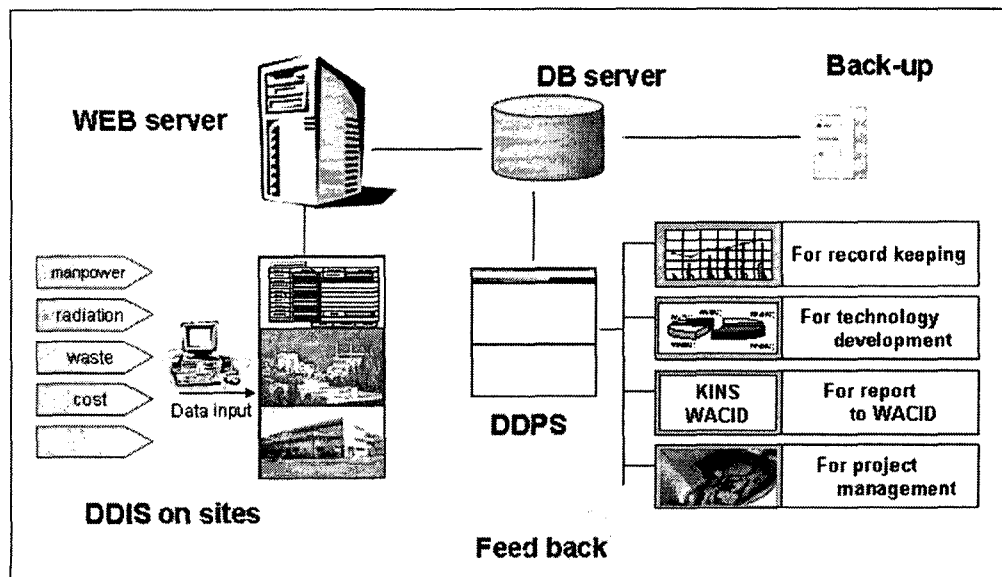 Back-up
DB server
WEB server
manpower
radiation
waste
cost
Data input
DDIS on sites
DDPS
For record keeping
For technology
development
KINS
WACID
For report
to WACID
For project
management
Feed back